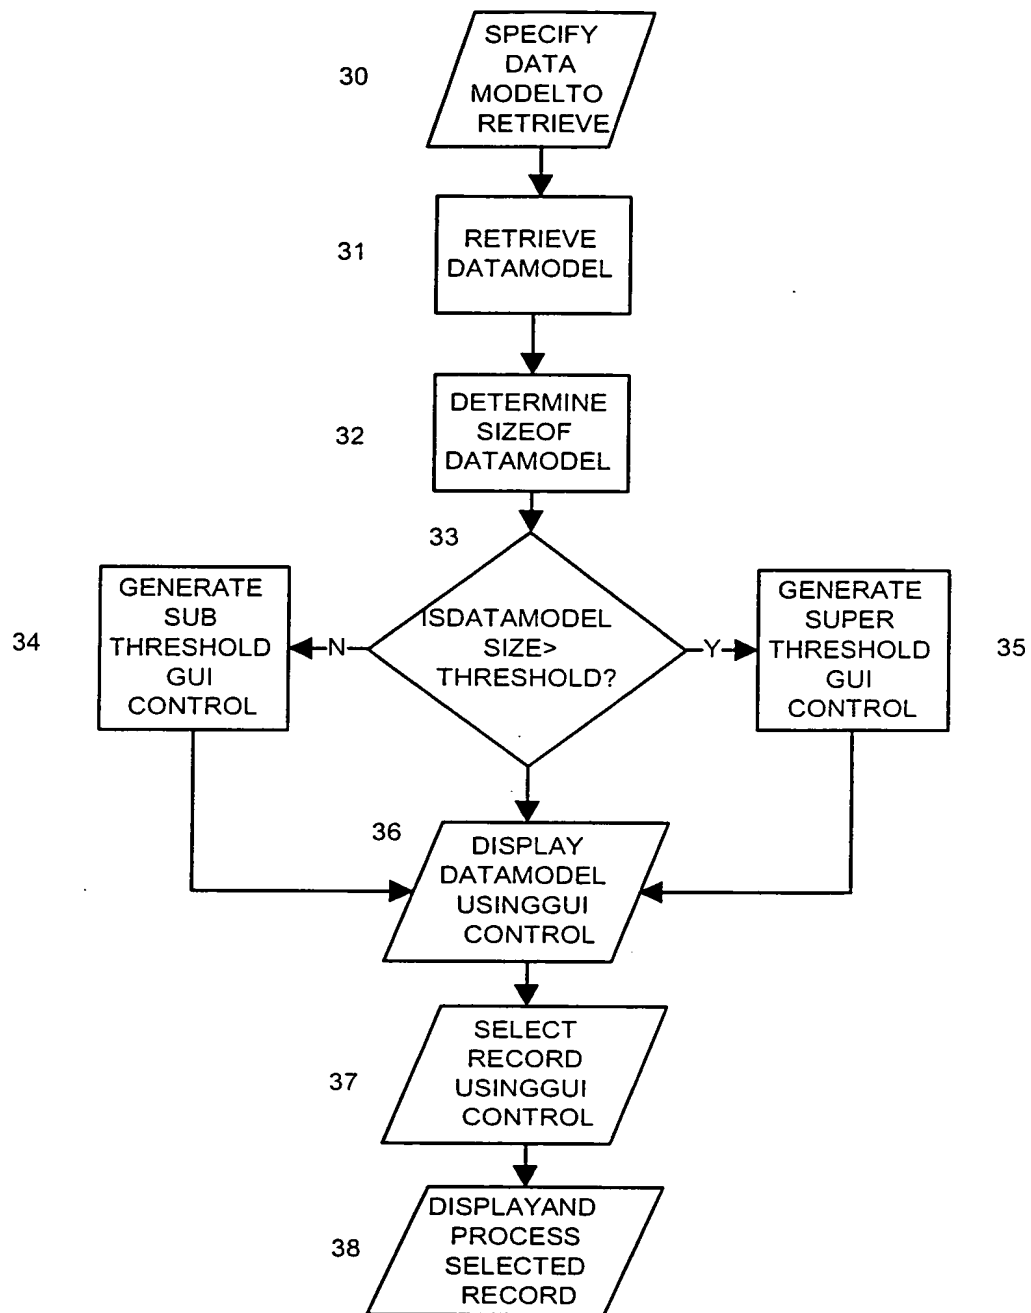 30
SPECIFY
DATA
MODELTO
RETRIEVE
31
RETRIEVE
DATAMODEL
32
DETERMINE
SIZEOF
DATAMODEL
33
ISDATAMODEL
SIZE>
THRESHOLD?
N
Y
34
GENERATE
SUB
THRESHOLD
GUI
CONTROL
GENERATE
SUPER
THRESHOLD
GUI
CONTROL
35
36
DISPLAY
DATAMODEL
USINGGUI
CONTROL
37
SELECT
RECORD
USINGGUI
CONTROL
38
DISPLAYAND
PROCESS
SELECTED
RECORD